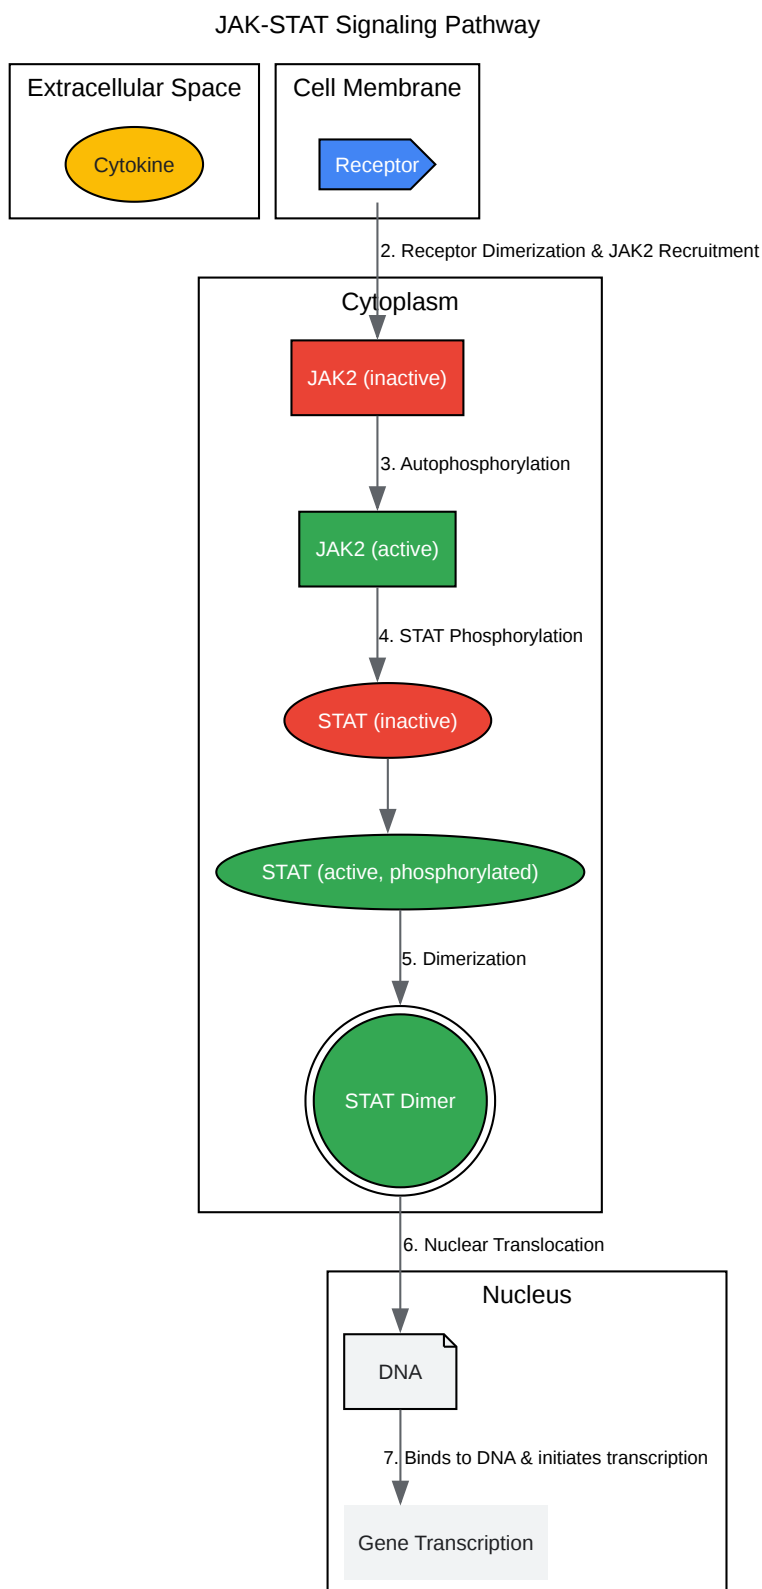 JAK-STAT Signaling Pathway
Extracellular Space
Cytokine
Cell Membrane
Receptor
2. Receptor Dimerization & JAK2 Recruitment
Cytoplasm
JAK2 (inactive)
3. Autophosphorylation
JAK2 (active)
4. STAT Phosphorylation
STAT (inactive)
STAT (active, phosphorylated)
5. Dimerization
STAT Dimer
6. Nuclear Translocation
Nucleus
DNA
7. Binds to DNA & initiates transcription
Gene Transcription